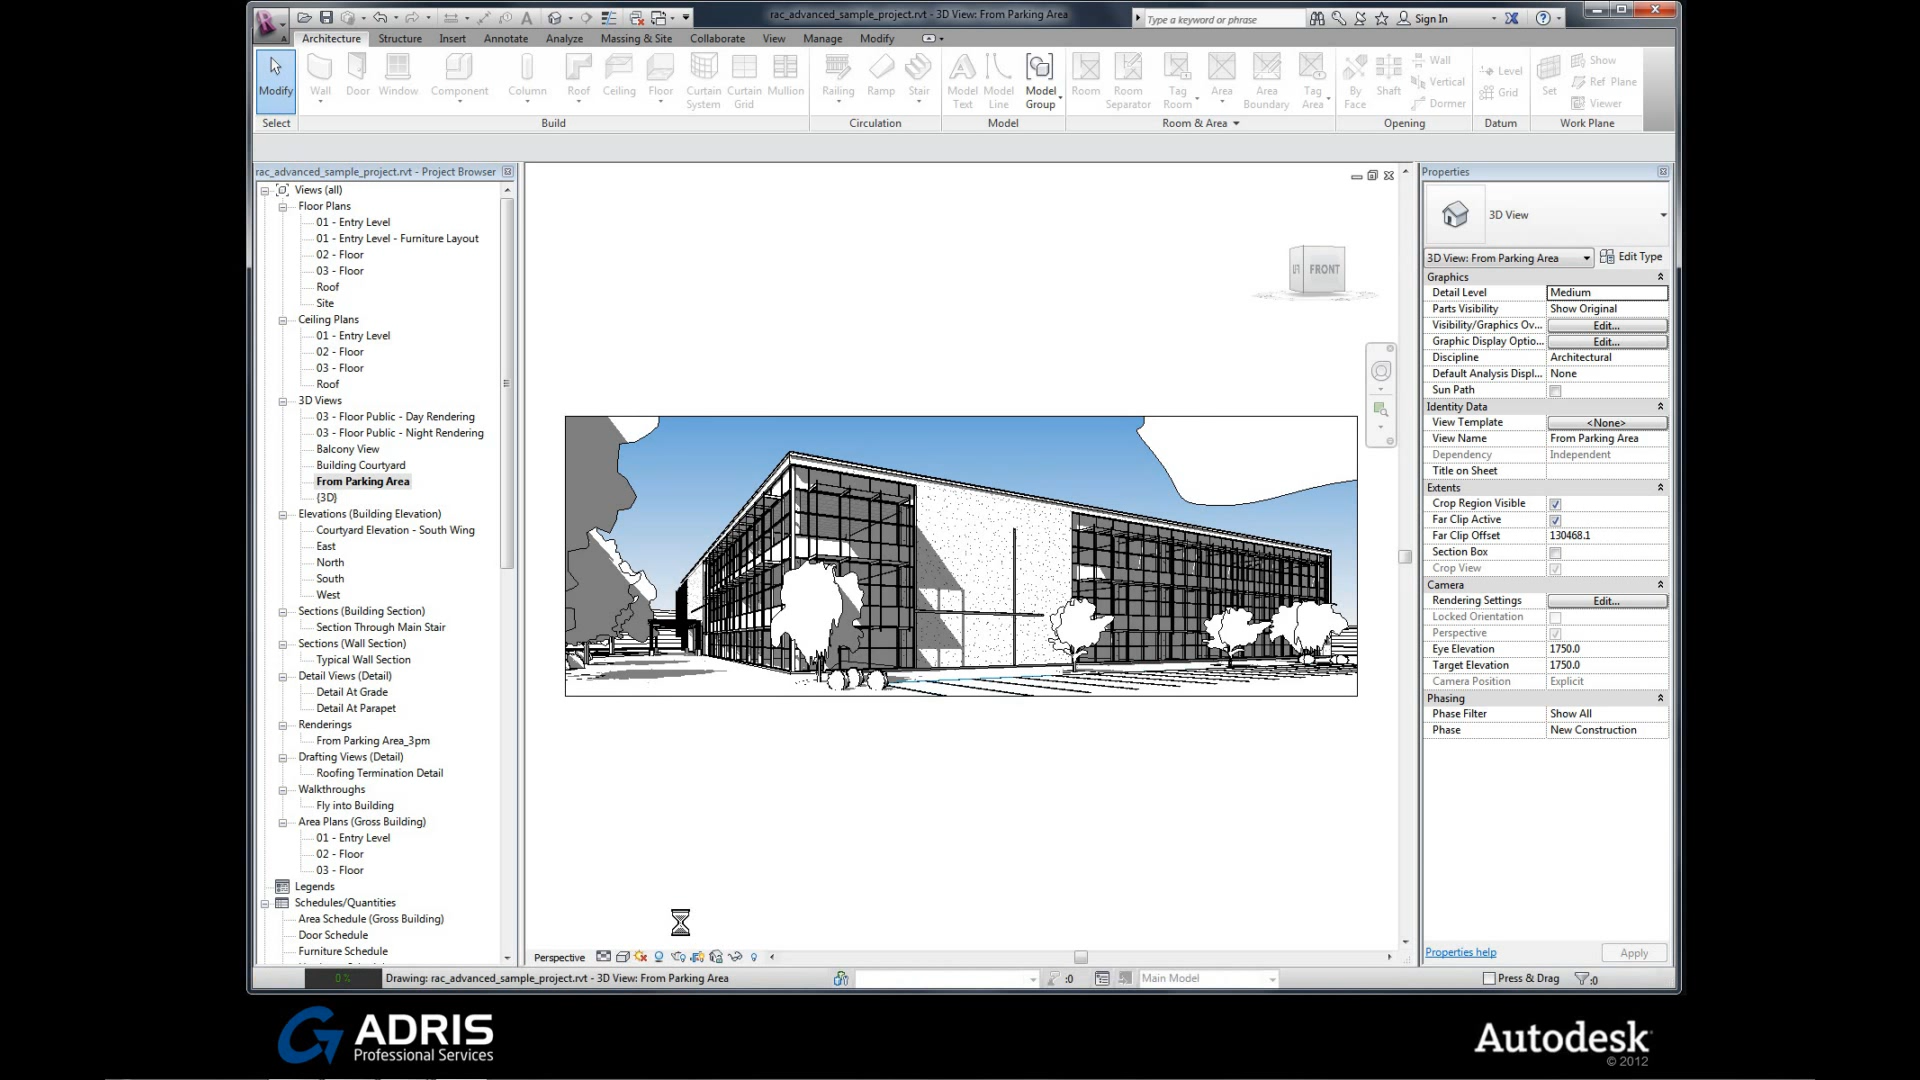 rac_advanced_sample_project.rvt - 3D View: From Parking Area
Type a keyword or phrase
Sign In
Architecture Structure Insert Annotate Analyze Massing & Site Collaborate View Manage Modify
Modify Wall Door Window Component Column Roof Ceiling Floor Curtain System Curtain Grid Mullion Railing Ramp Stair Model Text Model Line Model Group Room Room Separator Tag Room Area Area Boundary Tag Area By Face Shaft Wall Vertical Dormer Level Grid Set Show Ref Plane Viewer
Select Build Circulation Model Room & Area Opening Datum Work Plane
rac_advanced_sample_project.rvt - Project Browser
Views (all)
Floor Plans
01 - Entry Level
01 - Entry Level - Furniture Layout
02 - Floor
03 - Floor
Roof
Site
Ceiling Plans
01 - Entry Level
02 - Floor
03 - Floor
Roof
3D Views
03 - Floor Public - Day Rendering
03 - Floor Public - Night Rendering
Balcony View
Building Courtyard
From Parking Area
{3D}
Elevations (Building Elevation)
Courtyard Elevation - South Wing
East
North
South
West
Sections (Building Section)
Section Through Main Stair
Sections (Wall Section)
Typical Wall Section
Detail Views (Detail)
Detail At Grade
Detail At Parapet
Renderings
From Parking Area_3pm
Drafting Views (Detail)
Roofing Termination Detail
Walkthroughs
Fly into Building
Area Plans (Gross Building)
01 - Entry Level
02 - Floor
03 - Floor
Legends
Schedules/Quantities
Area Schedule (Gross Building)
Door Schedule
Furniture Schedule
FRONT
Perspective
Properties
3D View
3D View: From Parking Area Edit Type
Graphics
Detail Level Medium
Parts Visibility Show Original
Visibility/Graphics Ov... Edit...
Graphic Display Optio... Edit...
Discipline Architectural
Default Analysis Displ... None
Sun Path
Identity Data
View Template <None>
View Name From Parking Area
Dependency Independent
Title on Sheet
Extents
Crop Region Visible
Far Clip Active
Far Clip Offset 130468.1
Section Box
Crop View
Camera
Rendering Settings Edit...
Locked Orientation
Perspective
Eye Elevation 1750.0
Target Elevation 1750.0
Camera Position Explicit
Phasing
Phase Filter Show All
Phase New Construction
Properties help Apply
0 % Drawing: rac_advanced_sample_project.rvt - 3D View: From Parking Area :0 Main Model Press & Drag :0
ADRIS
Professional Services
Autodesk
© 2012